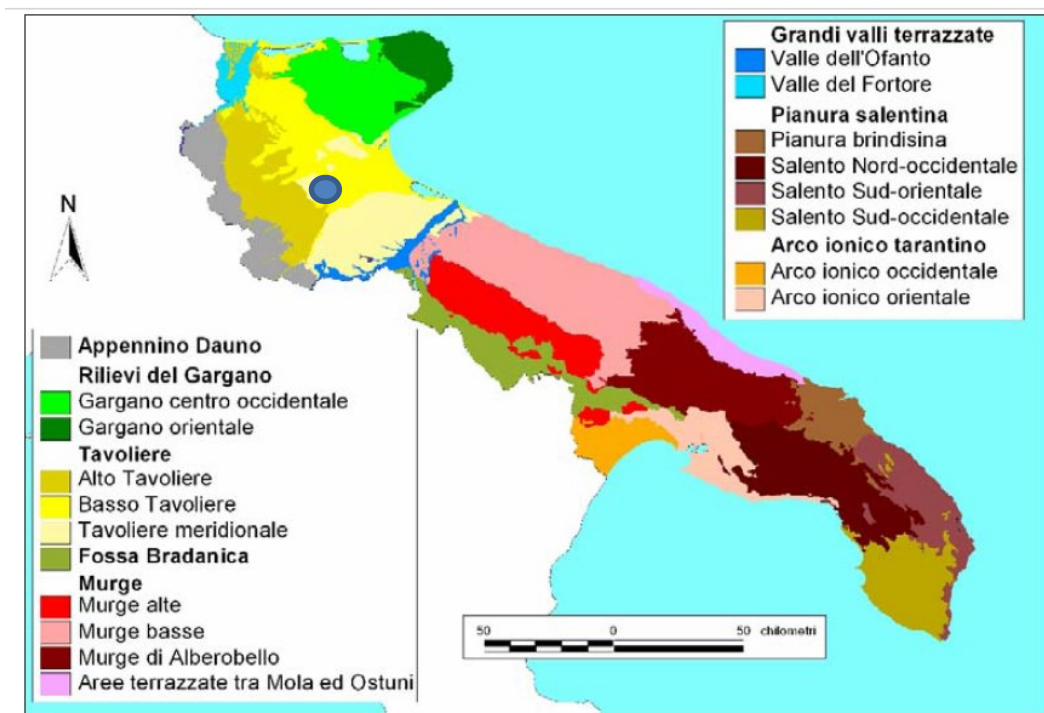 Grandi valli terrazzate
Valle dell'Ofanto
Valle del Fortore
Pianura salentina
Pianura brindisina
Salento Nord-occidentale
Salento Sud-orientale
Salento Sud-occidentale
Arco ionico tarantino
Arco ionico occidentale
Arco ionico orientale
N
Appennino Dauno
Rilievi del Gargano
Gargano centro occidentale
Gargano orientale
Tavoliere
Alto Tavoliere
Basso Tavoliere
Tavoliere meridionale
Fossa Bradanica
Murge
Murge alte
Murge basse
Murge di Alberobello
Aree terrazzate tra Mola ed Ostuni
50 0 50 chilometri